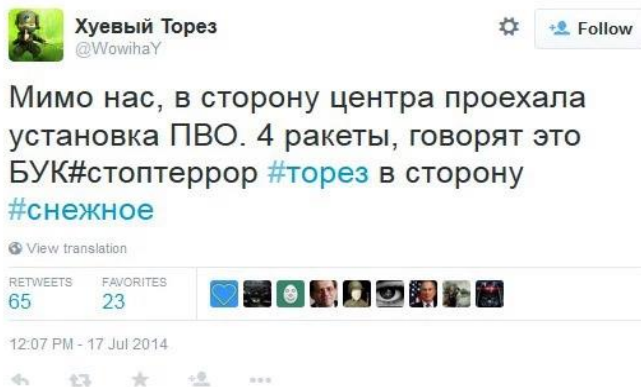 Хуевый Торез
@WowihaY
Follow
Мимо нас, в сторону центра проехала
установка ПВО. 4 ракеты, говорят это
БУК#стоптеррор #торез в сторону
#снежное
View translation
RETWEETS FAVORITES
65 23
12:07 PM - 17 Jul 2014